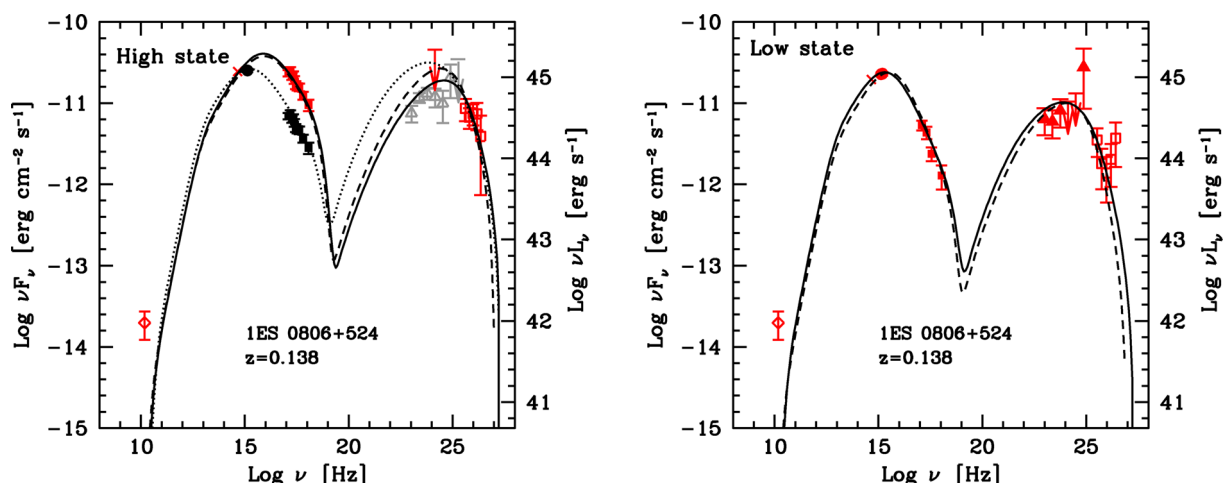 High state
1ES 0806+524
z=0.138
−10
−11
−12
−13
−14
−15
10
15
20
25
45
44
43
42
41
Log νFν [erg cm⁻² s⁻¹]
Log νLν [erg s⁻¹]
Log ν [Hz]
Low state
1ES 0806+524
z=0.138
−10
−11
−12
−13
−14
−15
10
15
20
25
45
44
43
42
41
Log νFν [erg cm⁻² s⁻¹]
Log νLν [erg s⁻¹]
Log ν [Hz]